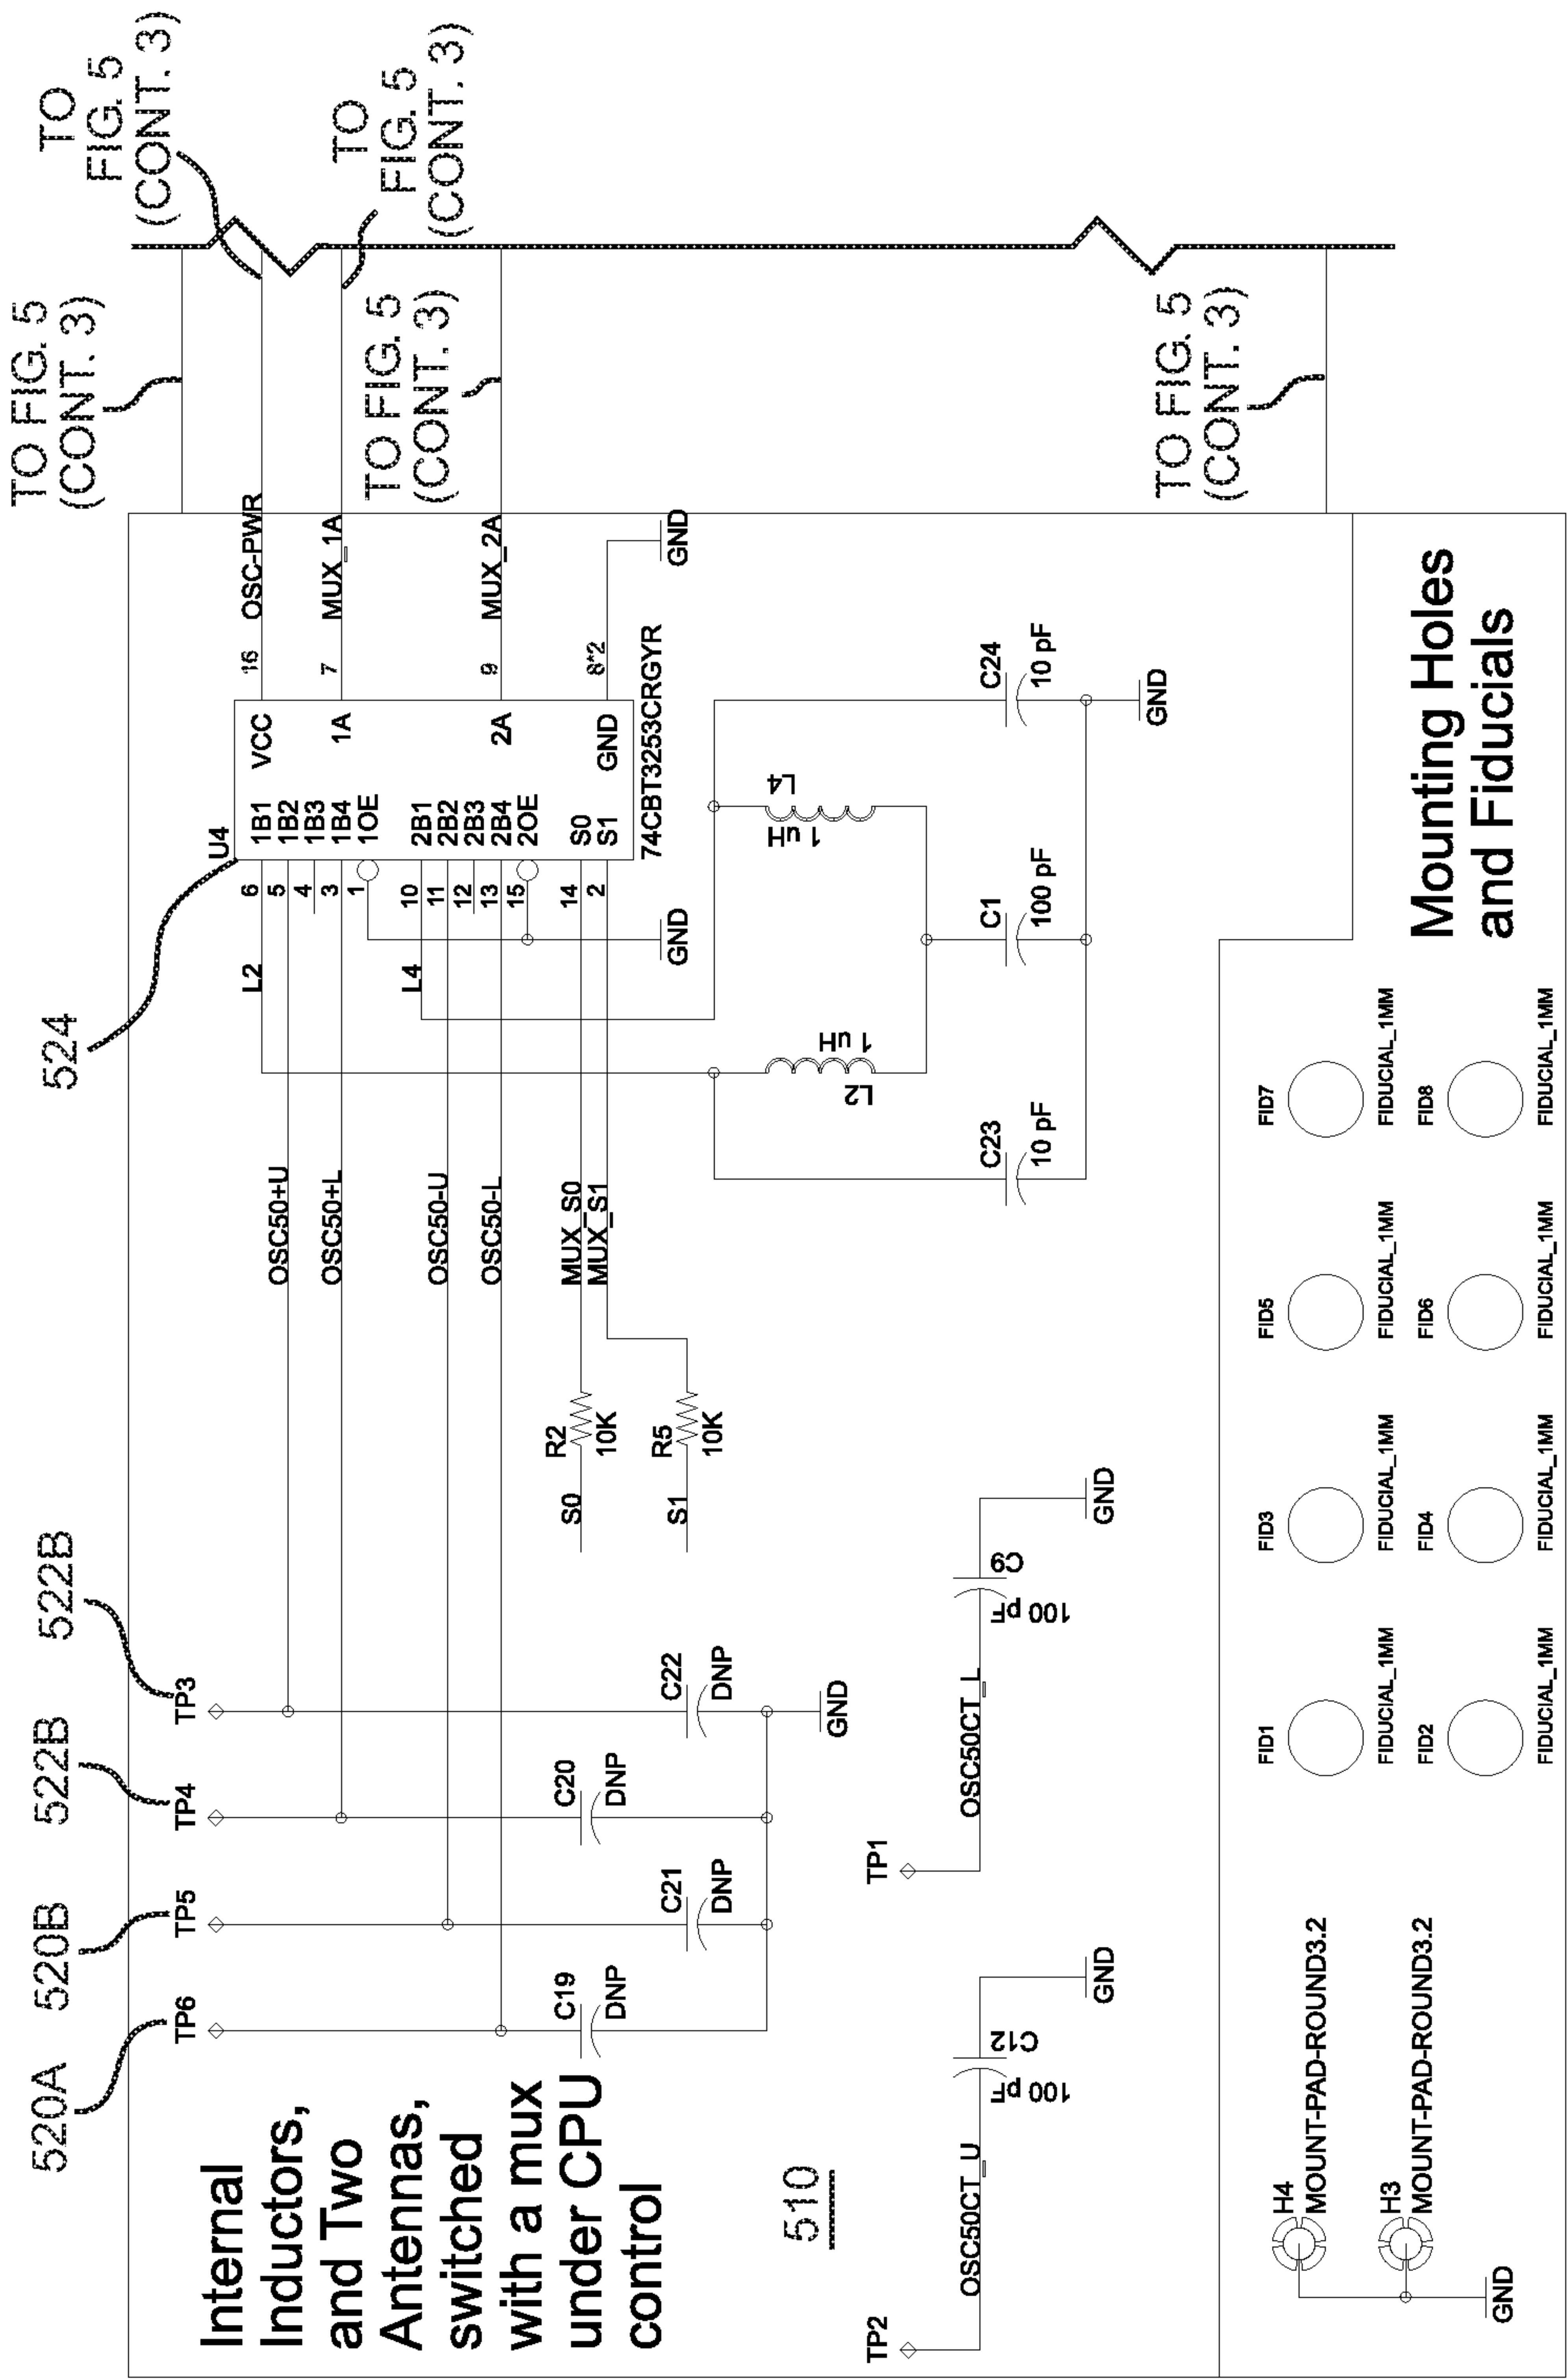 520A
520B
522B
522B
524
TO FIG. 5
(CONT. 3)
TO
FIG. 5
(CONT. 3)
TO
FIG. 5
(CONT. 3)
TO FIG. 5
(CONT. 3)
TO FIG. 5
(CONT. 3)
Internal
Inductors,
and Two
Antennas,
switched
with a mux
under CPU
control
510
TP6
TP5
TP4
TP3
C19
DNP
C21
DNP
C20
DNP
C22
DNP
GND
OSC50+U
OSC50+L
OSC50-U
OSC50-L
MUX_S0
MUX_S1
S0
R2
10K
S1
R5
10K
L2
L4
GND
U4
6 1B1
5 1B2
4 1B3
3 1B4
1 1OE
10 2B1
11 2B2
12 2B3
13 2B4
15 2OE
14 S0
2 S1
VCC 16 OSC-PWR
1A 7 MUX_1A
2A 9 MUX_2A
GND 8*2
GND
74CBT3253CRGYR
L2
1 uH
L4
1 uH
C23
10 pF
C1
100 pF
C24
10 pF
GND
TP2
OSC50CT_U
C12
100 pF
GND
TP1
OSC50CT_L
C9
100 pF
GND
H4
MOUNT-PAD-ROUND3.2
H3
MOUNT-PAD-ROUND3.2
GND
FID1
FIDUCIAL_1MM
FID3
FIDUCIAL_1MM
FID5
FIDUCIAL_1MM
FID7
FIDUCIAL_1MM
FID2
FIDUCIAL_1MM
FID4
FIDUCIAL_1MM
FID6
FIDUCIAL_1MM
FID8
FIDUCIAL_1MM
Mounting Holes
and Fiducials